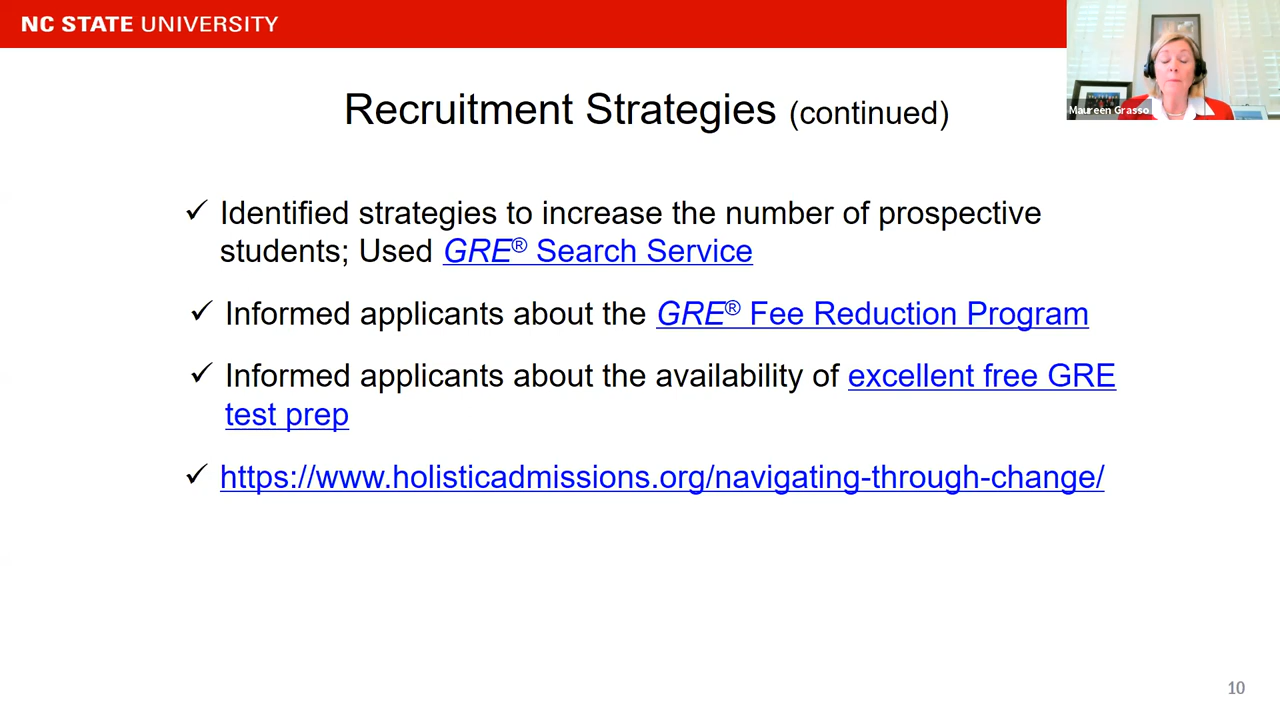 NC STATE UNIVERSITY
Maureen Grasso
Recruitment Strategies (continued)
✓ Identified strategies to increase the number of prospective
students; Used GRE® Search Service
✓ Informed applicants about the GRE® Fee Reduction Program
✓ Informed applicants about the availability of excellent free GRE
test prep
✓ https://www.holisticadmissions.org/navigating-through-change/
10